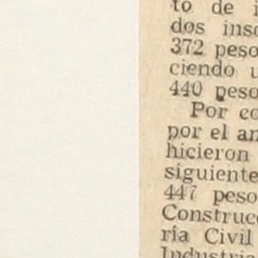 to de i
dos inso
372 peso
ciendo u
440 peso
Por co
por el an
hicieron
siguiente
447 peso
Construcc
ría Civil
Industria